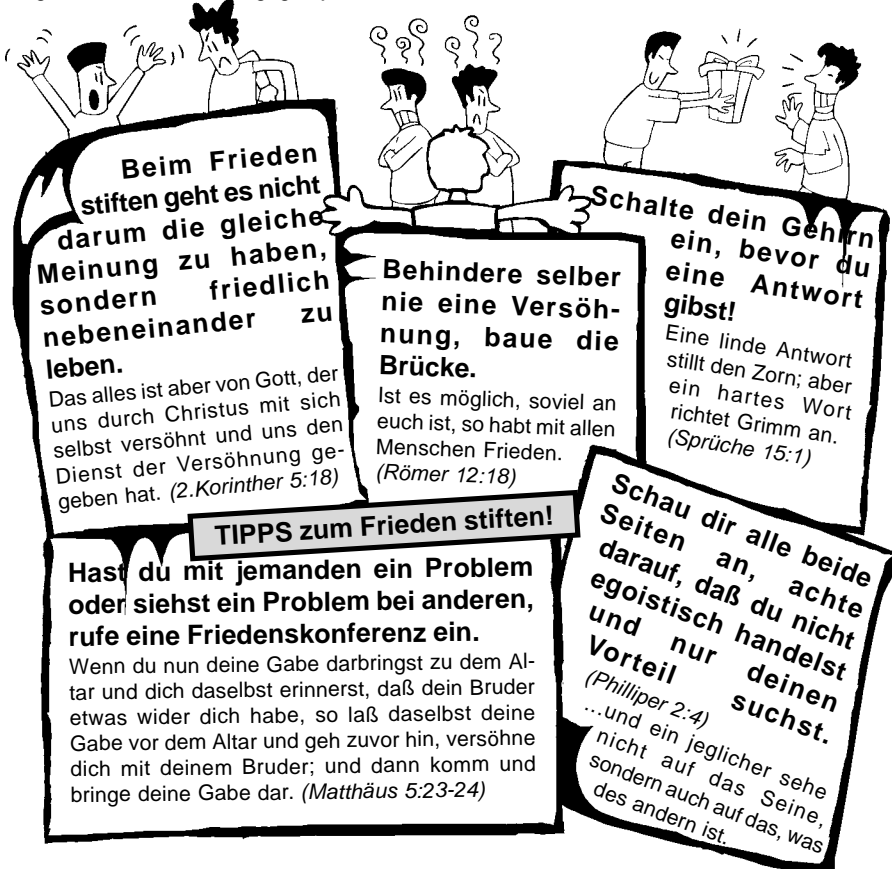 Beim Frieden
stiften geht es nicht
darum die gleiche
Meinung zu haben,
sondern friedlich
nebeneinander zu
leben.
Das alles ist aber von Gott, der
uns durch Christus mit sich
selbst versöhnt und uns den
Dienst der Versöhnung ge-
geben hat. (2.Korinther 5:18)
Behindere selber
nie eine Versöh-
nung, baue die
Brücke.
Ist es möglich, soviel an
euch ist, so habt mit allen
Menschen Frieden.
(Römer 12:18)
Schalte dein Gehirn
ein, bevor du
eine Antwort
gibst!
Eine linde Antwort
stillt den Zorn; aber
ein hartes Wort
richtet Grimm an.
(Sprüche 15:1)
TIPPS zum Frieden stiften!
Hast du mit jemanden ein Problem
oder siehst ein Problem bei anderen,
rufe eine Friedenskonferenz ein.
Wenn du nun deine Gabe darbringst zu dem Al-
tar und dich daselbst erinnerst, daß dein Bruder
etwas wider dich habe, so laß daselbst deine
Gabe vor dem Altar und geh zuvor hin, versöhne
dich mit deinem Bruder; und dann komm und
bringe deine Gabe dar. (Matthäus 5:23-24)
Schau dir alle beide
Seiten an, achte
darauf, daß du nicht
egoistisch handelst
und nur deinen
Vorteil suchst.
(Philliper 2:4)
...und ein jeglicher sehe
nicht auf das Seine,
sondern auch auf das, was
des andern ist.